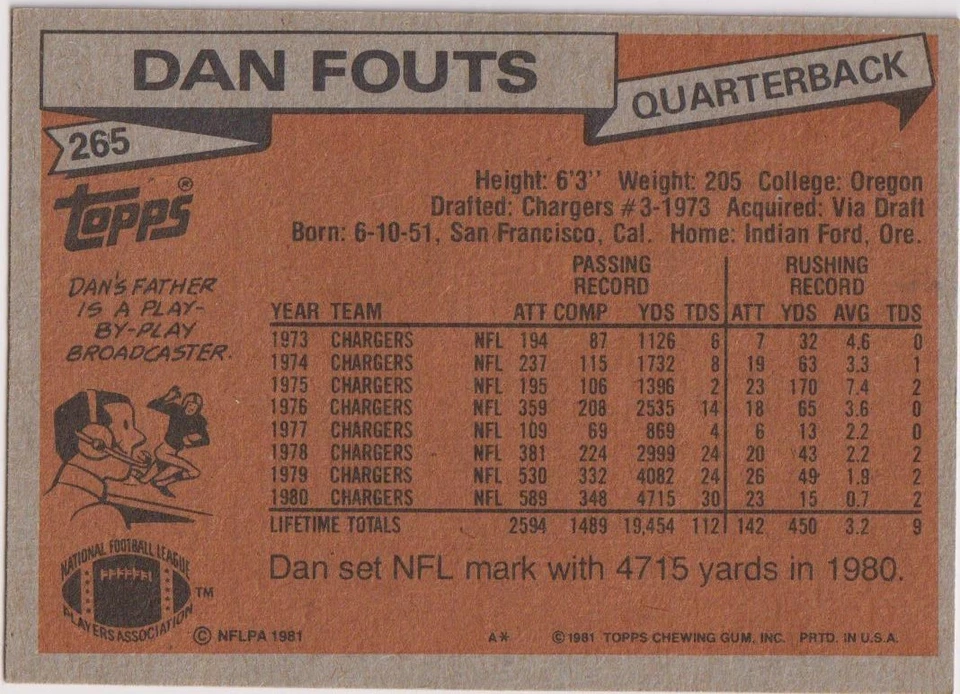 DAN FOUTS
QUARTERBACK
265
TOPPS®
Height: 6'3'' Weight: 205 College: Oregon
Drafted: Chargers #3-1973 Acquired: Via Draft
Born: 6-10-51, San Francisco, Cal. Home: Indian Ford, Ore.
DAN'S FATHER
IS A PLAY-
BY-PLAY
BROADCASTER.
PASSING RECORD RUSHING RECORD
YEAR TEAM ATT COMP YDS TDS ATT YDS AVG TDS
1973 CHARGERS NFL 194 87 1126 6 7 32 4.6 0
1974 CHARGERS NFL 237 115 1732 8 19 63 3.3 1
1975 CHARGERS NFL 195 106 1396 2 23 170 7.4 2
1976 CHARGERS NFL 359 208 2535 14 18 65 3.6 0
1977 CHARGERS NFL 109 69 869 4 6 13 2.2 0
1978 CHARGERS NFL 381 224 2999 24 20 43 2.2 2
1979 CHARGERS NFL 530 332 4082 24 26 49 1.9 2
1980 CHARGERS NFL 589 348 4715 30 23 15 0.7 2
LIFETIME TOTALS 2594 1489 19,454 112 142 450 3.2 9
Dan set NFL mark with 4715 yards in 1980.
NATIONAL FOOTBALL LEAGUE
NFLPA
PLAYERS ASSOCIATION
TM
© NFLPA 1981 A* © 1981 TOPPS CHEWING GUM, INC. PRTD. IN U.S.A.